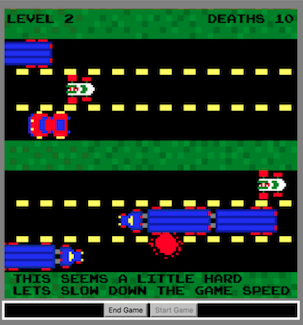 LEVEL 2 DEATHS 10
THIS SEEMS A LITTLE HARD
LETS SLOW DOWN THE GAME SPEED
End Game Start Game